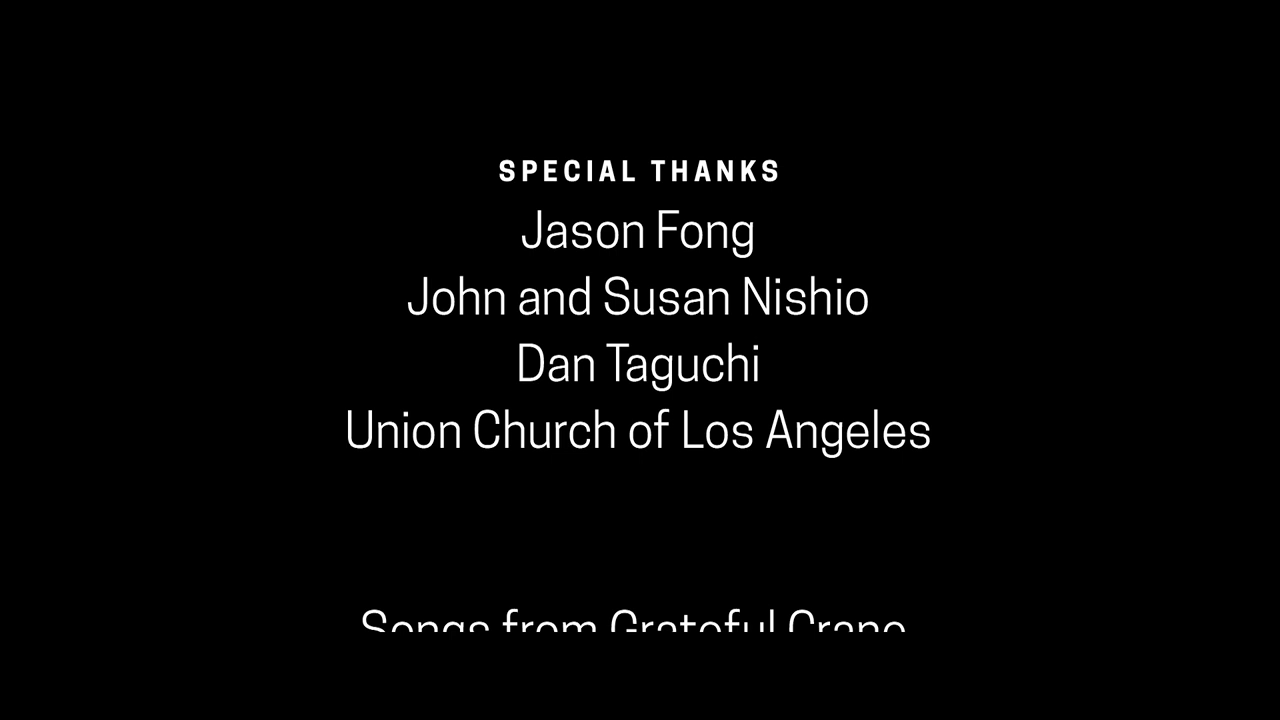 SPECIAL THANKS
Jason Fong
John and Susan Nishio
Dan Taguchi
Union Church of Los Angeles
Songs from Grateful Crane